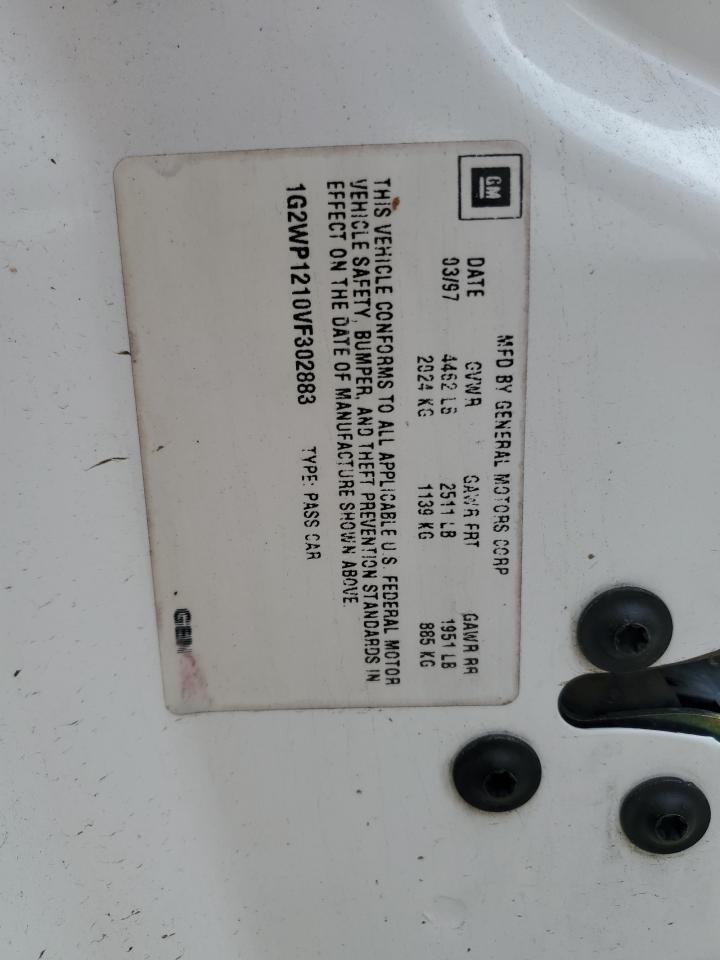 GM
MFD BY GENERAL MOTORS CORP
DATE GVWR GAWR FRT GAWR RR
03/97 4462 LB 2511 LB 1951 LB
2024 KG 1139 KG 885 KG
THIS VEHICLE CONFORMS TO ALL APPLICABLE U.S. FEDERAL MOTOR
VEHICLE SAFETY, BUMPER, AND THEFT PREVENTION STANDARDS IN
EFFECT ON THE DATE OF MANUFACTURE SHOWN ABOVE.
1G2WP1210VF302883 TYPE: PASS CAR